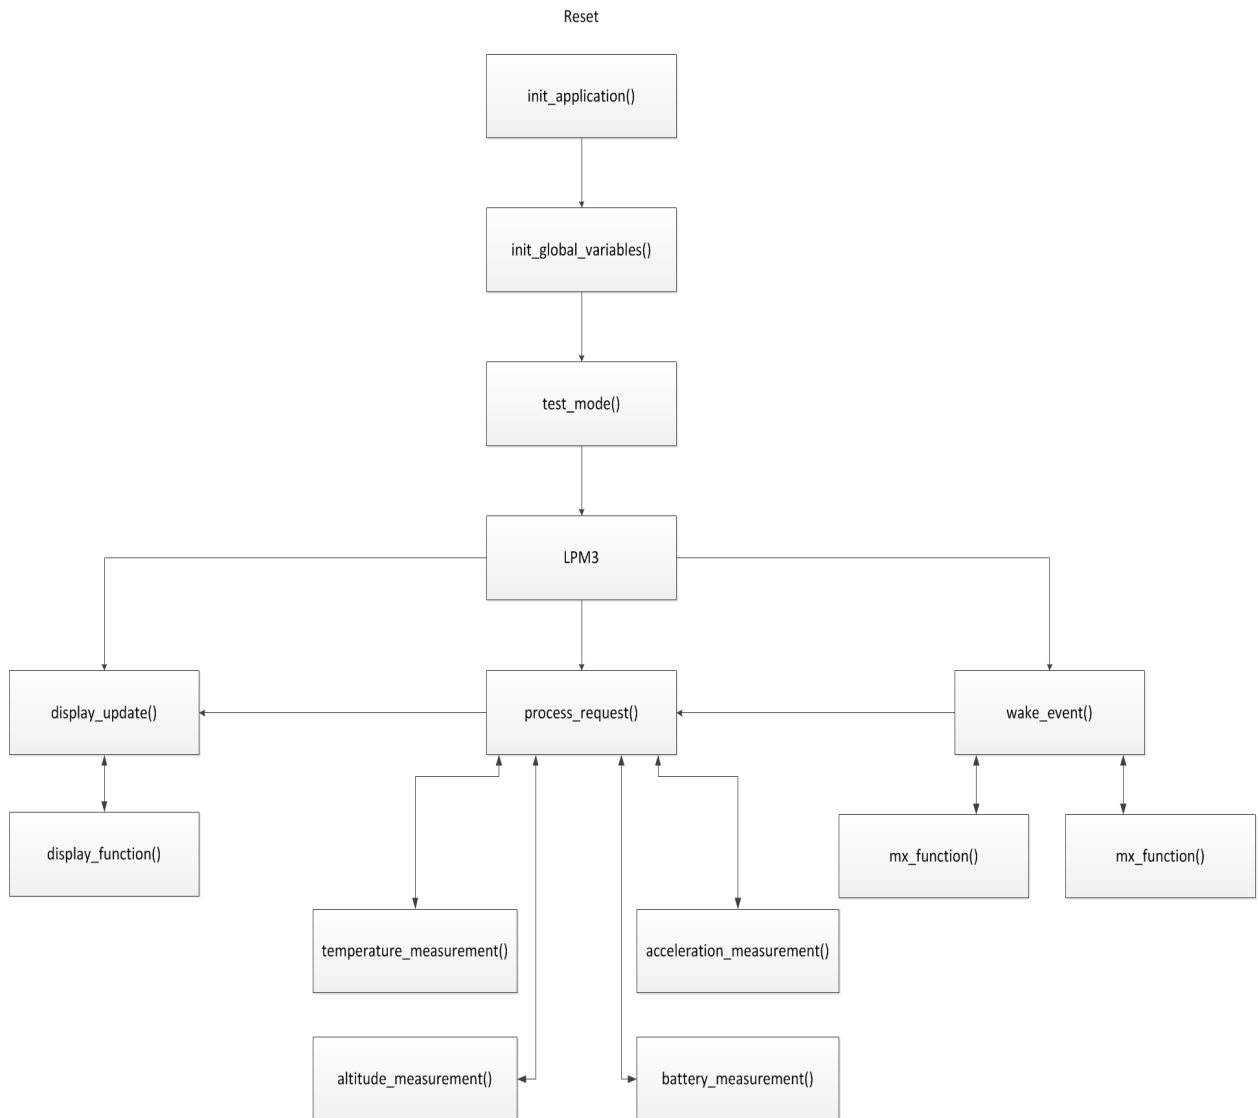 Reset
init_application()
init_global_variables()
test_mode()
LPM3
display_update()
process_request()
wake_event()
display_function()
mx_function()
mx_function()
temperature_measurement()
acceleration_measurement()
altitude_measurement()
battery_measurement()